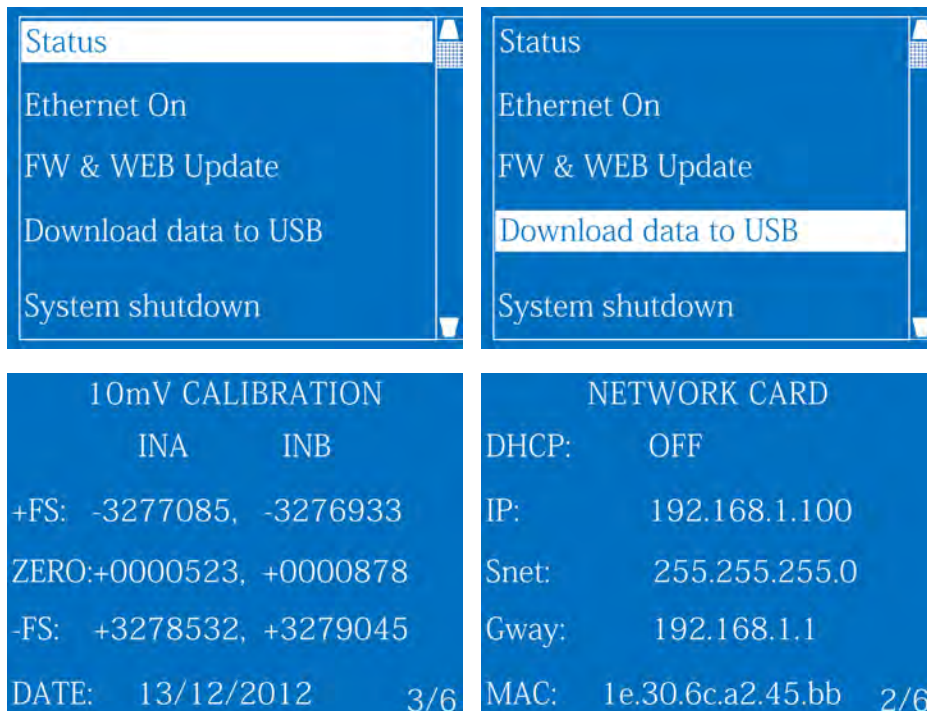 Status
Ethernet On
FW & WEB Update
Download data to USB
System shutdown
Status
Ethernet On
FW & WEB Update
Download data to USB
System shutdown
10mV CALIBRATION
INA INB
+FS: -3277085, -3276933
ZERO:+0000523, +0000878
-FS: +3278532, +3279045
DATE: 13/12/2012 3/6
NETWORK CARD
DHCP: OFF
IP: 192.168.1.100
Snet: 255.255.255.0
Gway: 192.168.1.1
MAC: 1e.30.6c.a2.45.bb 2/6